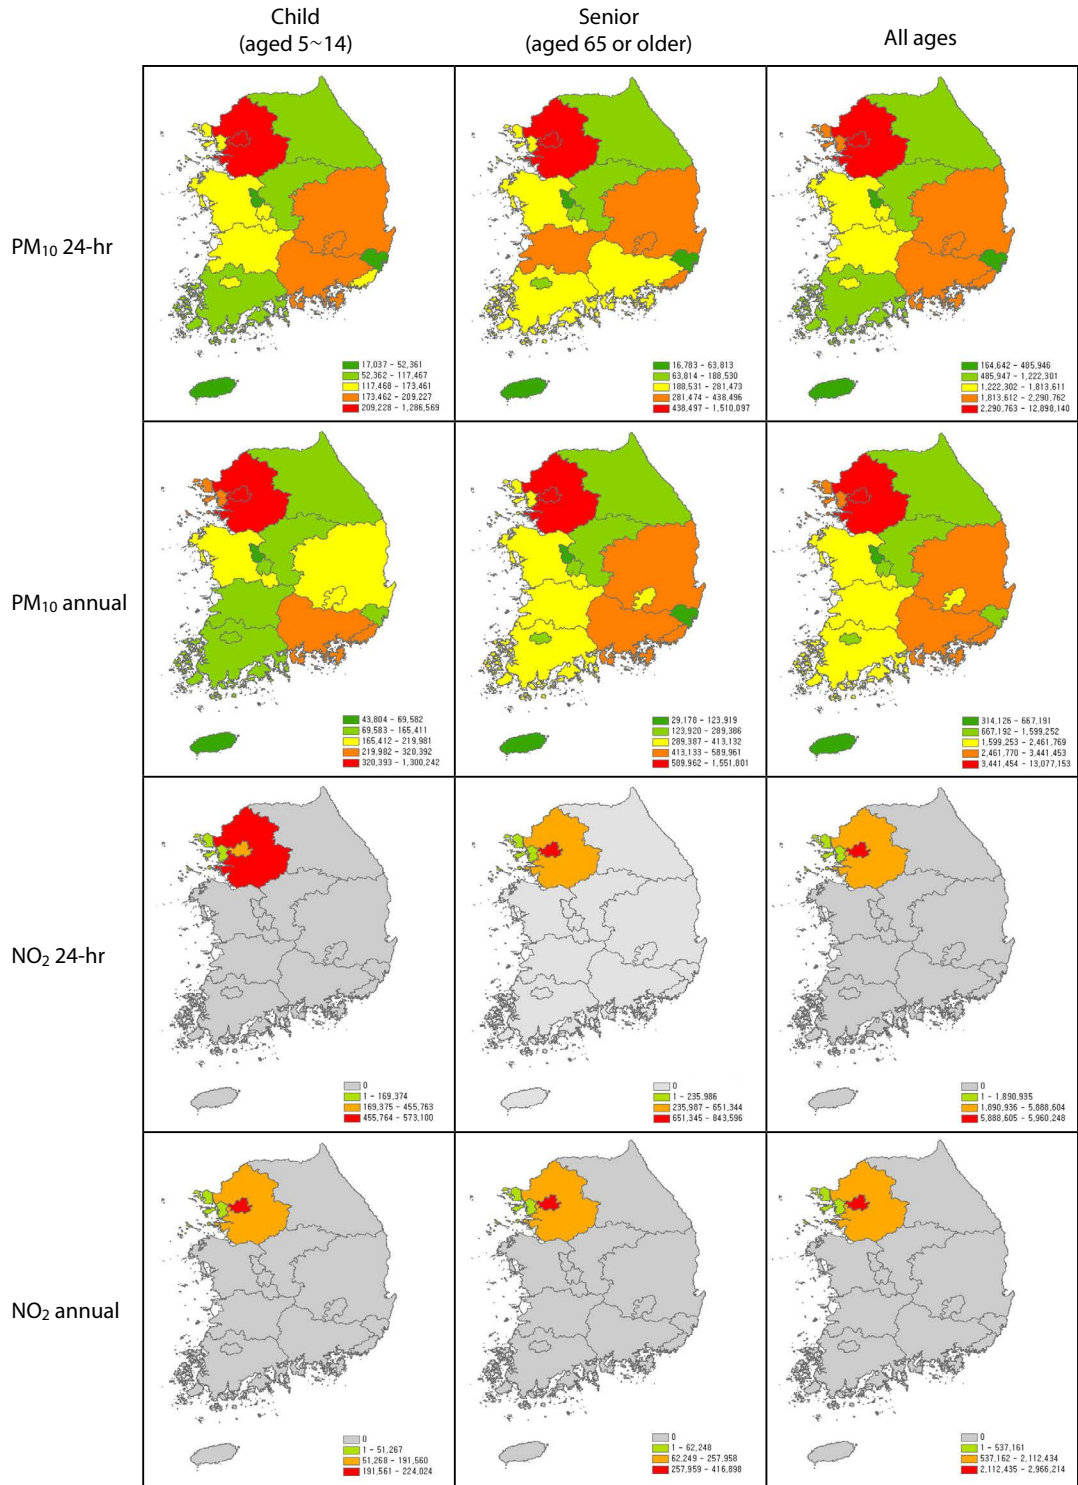 Child
(aged 5~14)
Senior
(aged 65 or older)
All ages
PM₁₀ 24-hr
17,037 - 52,361
52,362 - 117,467
117,468 - 173,461
173,462 - 209,227
209,228 - 1,286,569
16,783 - 63,813
63,814 - 188,530
188,531 - 281,473
281,474 - 438,496
438,497 - 1,510,097
164,642 - 485,946
485,947 - 1,222,301
1,222,302 - 1,813,611
1,813,612 - 2,290,762
2,290,763 - 12,898,140
PM₁₀ annual
43,804 - 69,582
69,583 - 165,411
165,412 - 219,981
219,982 - 320,392
320,393 - 1,300,242
29,178 - 123,919
123,920 - 289,386
289,387 - 413,132
413,133 - 589,961
589,962 - 1,551,801
314,126 - 667,191
667,192 - 1,599,252
1,599,253 - 2,461,769
2,461,770 - 3,441,453
3,441,454 - 13,077,153
NO₂ 24-hr
0
1 - 169,374
169,375 - 455,763
455,764 - 573,100
0
1 - 235,986
235,987 - 651,344
651,345 - 843,596
0
1 - 1,890,935
1,890,936 - 5,888,604
5,888,605 - 5,960,248
NO₂ annual
0
1 - 51,267
51,268 - 191,560
191,561 - 224,024
0
1 - 62,248
62,249 - 257,958
257,959 - 416,898
0
1 - 537,161
537,162 - 2,112,434
2,112,435 - 2,966,214